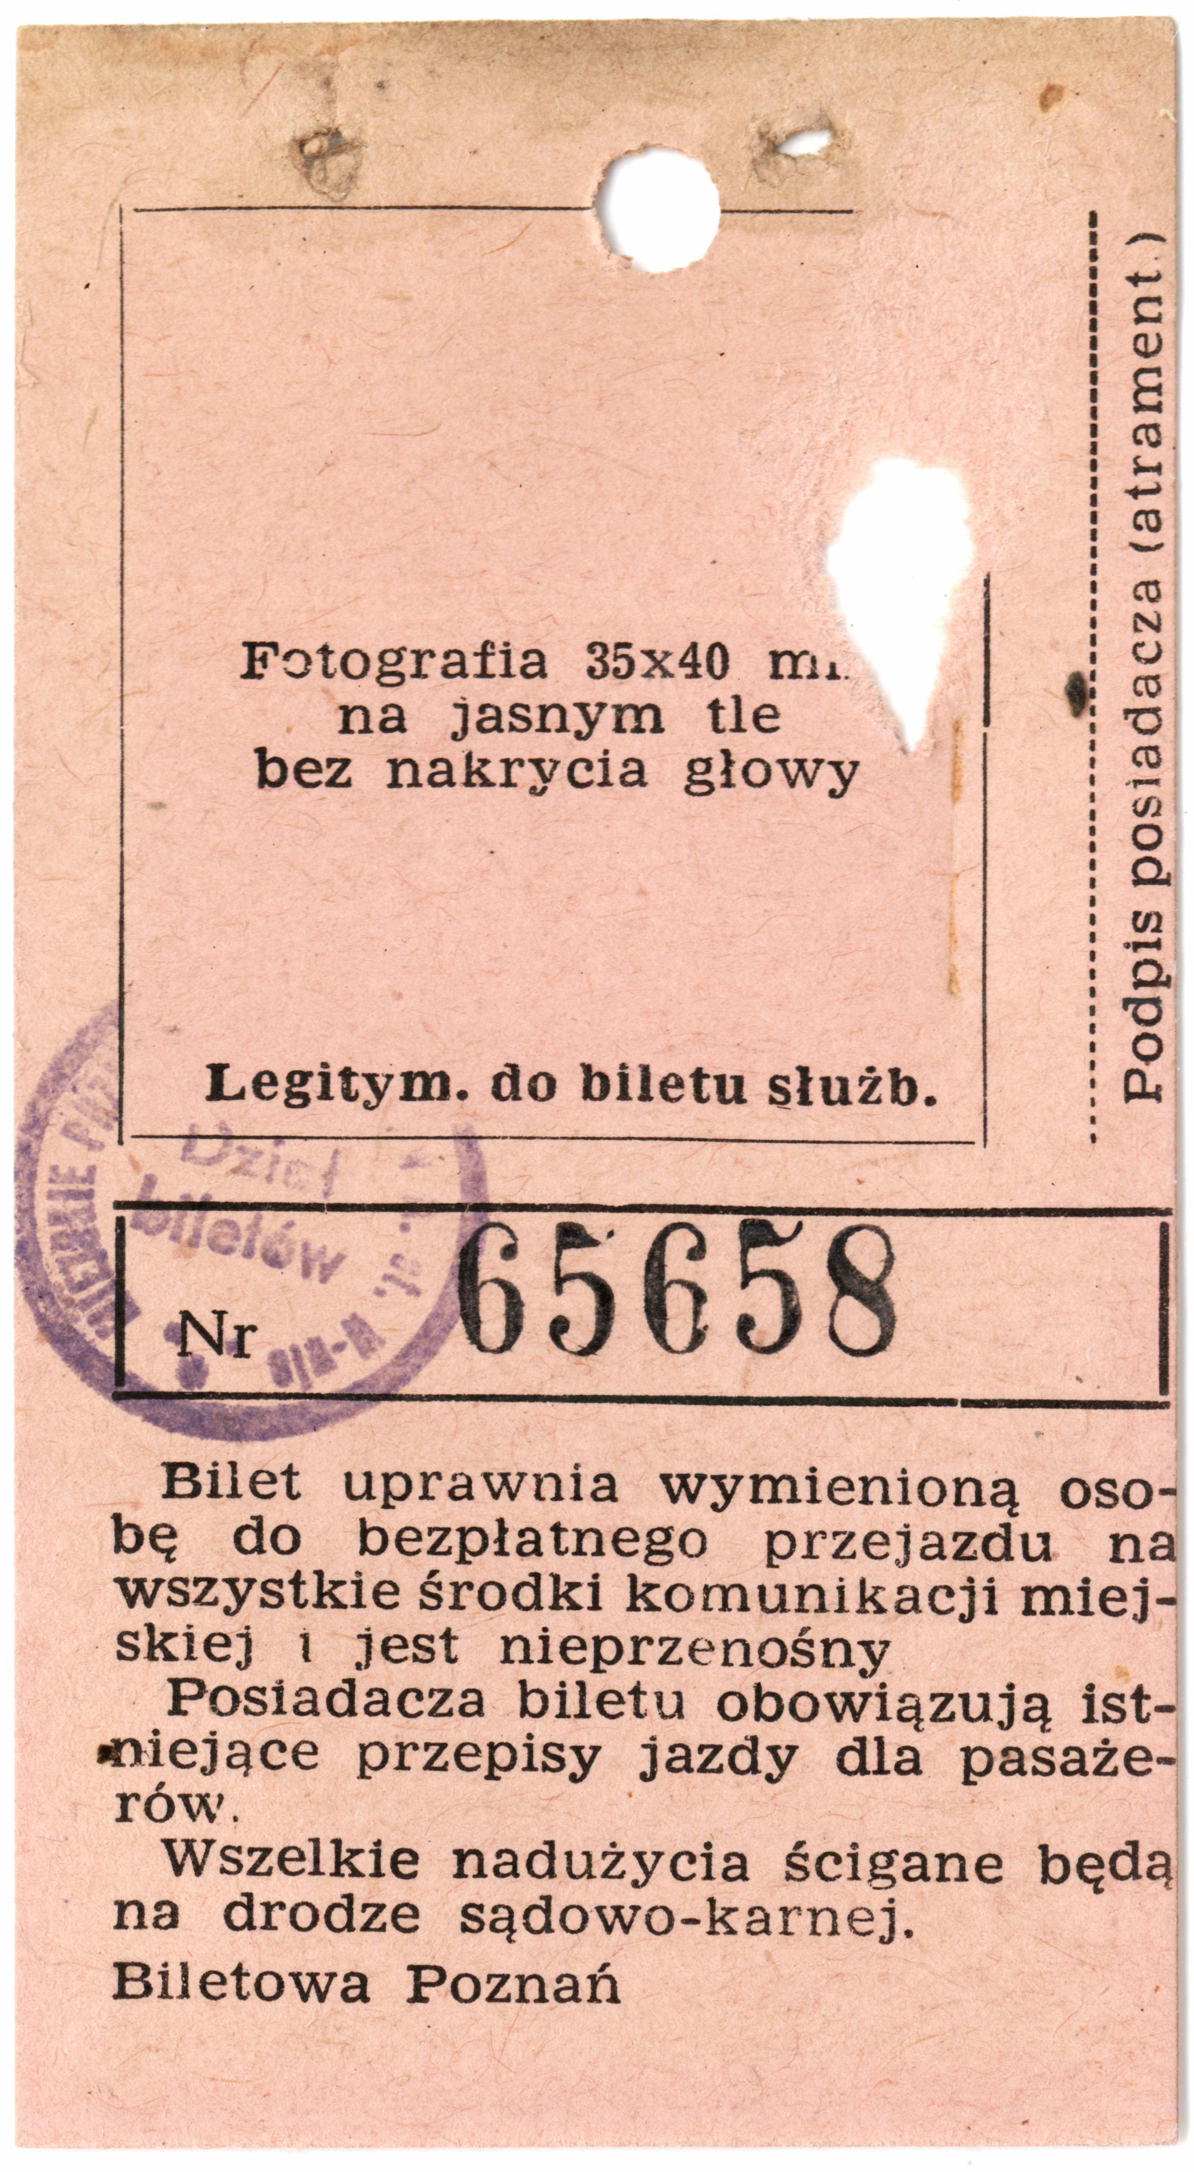 Fotografia 35x40
na jasnym tle
bez nakrycia głowy
Legitym. do biletu służb.
Podpis posiadacza (atrament.)
Dział
biletów
Nr 65658
Bilet uprawnia wymienioną oso-
bę do bezpłatnego przejazdu na
wszystkie środki komunikacji miej-
skiej i jest nieprzenośny
Posiadacza biletu obowiązują ist-
niejące przepisy jazdy dla pasaże-
rów.
Wszelkie nadużycia ścigane będą
na drodze sądowo-karnej.
Biletowa Poznań